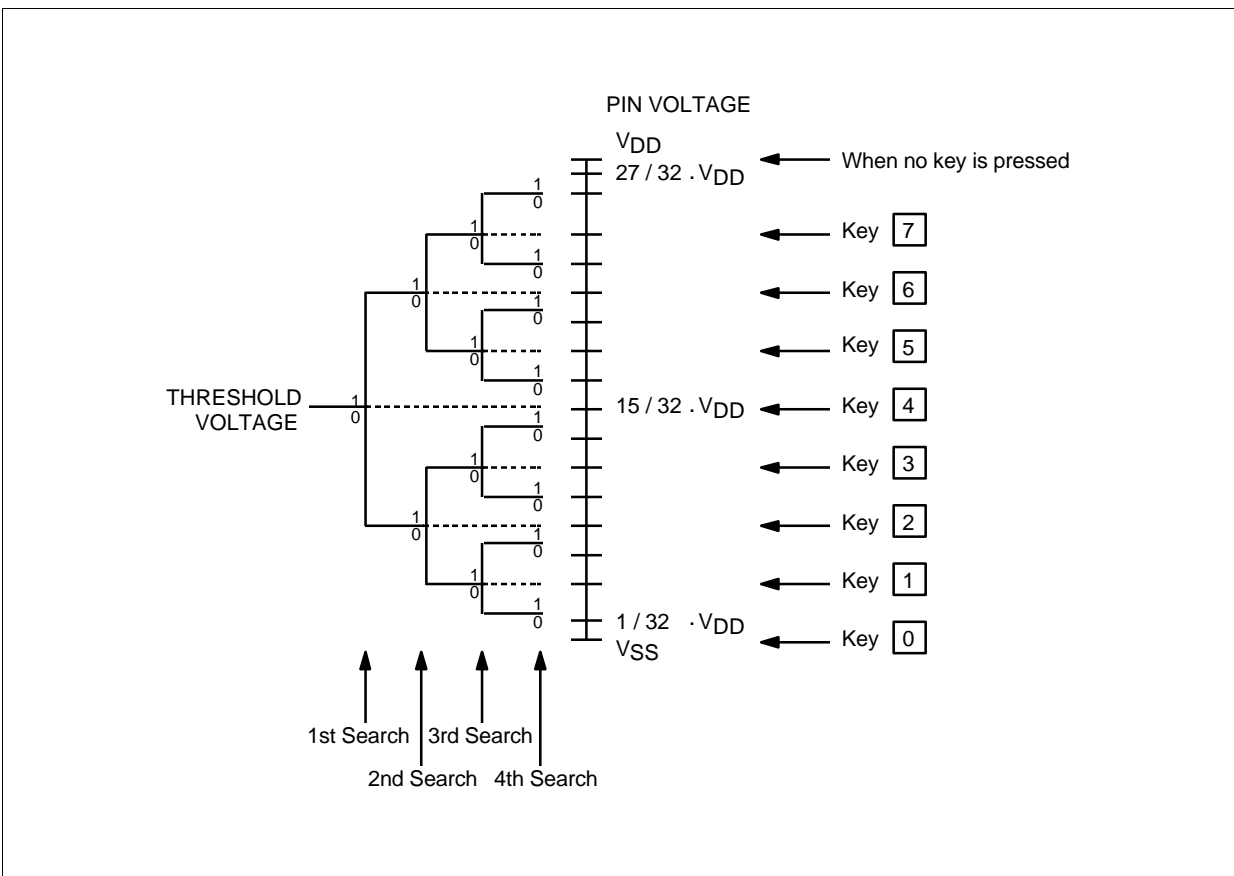 PIN VOLTAGE
VDD
27 / 32 . VDD
When no key is pressed
1
0
1
0
Key 7
1
0
1
0
Key 6
1
0
1
0
Key 5
1
0
THRESHOLD
VOLTAGE
1
0
15 / 32 . VDD
Key 4
1
0
1
0
Key 3
1
0
1
0
Key 2
1
0
1
0
Key 1
1
0
1 / 32 . VDD
VSS
Key 0
1st Search
3rd Search
2nd Search
4th Search